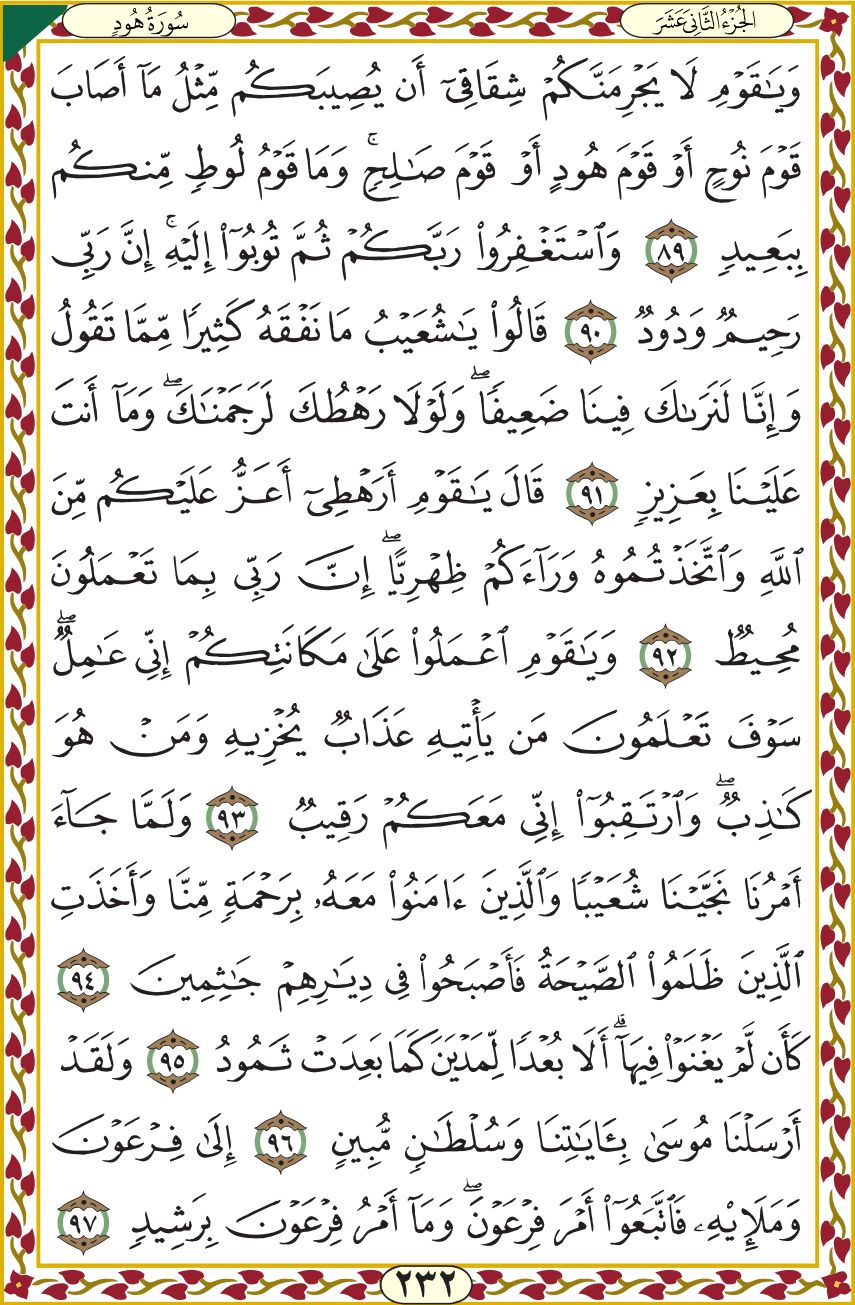 الجُزْءُ الثَّانِي عَشَرَ
سُورَةُ هُودٍ
وَيَٰقَوْمِ لَا يَجْرِمَنَّكُمْ شِقَاقِيٓ أَن يُصِيبَكُم مِّثْلُ مَآ أَصَابَ
قَوْمَ نُوحٍ أَوْ قَوْمَ هُودٍ أَوْ قَوْمَ صَٰلِحٍۚ وَمَا قَوْمُ لُوطٍ مِّنكُم
بِبَعِيدٍ ٨٩ وَٱسْتَغْفِرُوا۟ رَبَّكُمْ ثُمَّ تُوبُوٓا۟ إِلَيْهِۚ إِنَّ رَبِّي
رَحِيمٌ وَدُودٌ ٩٠ قَالُوا۟ يَٰشُعَيْبُ مَا نَفْقَهُ كَثِيرًا مِّمَّا تَقُولُ
وَإِنَّا لَنَرَىٰكَ فِينَا ضَعِيفًاۖ وَلَوْلَا رَهْطُكَ لَرَجَمْنَٰكَۖ وَمَآ أَنتَ
عَلَيْنَا بِعَزِيزٍ ٩١ قَالَ يَٰقَوْمِ أَرَهْطِيٓ أَعَزُّ عَلَيْكُم مِّنَ
ٱللَّهِ وَٱتَّخَذْتُمُوهُ وَرَآءَكُمْ ظِهْرِيًّاۖ إِنَّ رَبِّي بِمَا تَعْمَلُونَ
مُحِيطٌ ٩٢ وَيَٰقَوْمِ ٱعْمَلُوا۟ عَلَىٰ مَكَانَتِكُمْ إِنِّي عَٰمِلٌۖ
سَوْفَ تَعْلَمُونَ مَن يَأْتِيهِ عَذَابٌ يُخْزِيهِ وَمَنْ هُوَ
كَٰذِبٌۖ وَٱرْتَقِبُوٓا۟ إِنِّي مَعَكُمْ رَقِيبٌ ٩٣ وَلَمَّا جَآءَ
أَمْرُنَا نَجَّيْنَا شُعَيْبًا وَٱلَّذِينَ ءَامَنُوا۟ مَعَهُۥ بِرَحْمَةٍ مِّنَّا وَأَخَذَتِ
ٱلَّذِينَ ظَلَمُوا۟ ٱلصَّيْحَةُ فَأَصْبَحُوا۟ فِي دِيَٰرِهِمْ جَٰثِمِينَ ٩٤
كَأَن لَّمْ يَغْنَوْا۟ فِيهَآۗ أَلَا بُعْدًا لِّمَدْيَنَ كَمَا بَعِدَتْ ثَمُودُ ٩٥ وَلَقَدْ
أَرْسَلْنَا مُوسَىٰ بِـَٔايَٰتِنَا وَسُلْطَٰنٍ مُّبِينٍ ٩٦ إِلَىٰ فِرْعَوْنَ
وَمَلَإِي۟هِۦ فَٱتَّبَعُوٓا۟ أَمْرَ فِرْعَوْنَۖ وَمَآ أَمْرُ فِرْعَوْنَ بِرَشِيدٍ ٩٧
٢٣٢